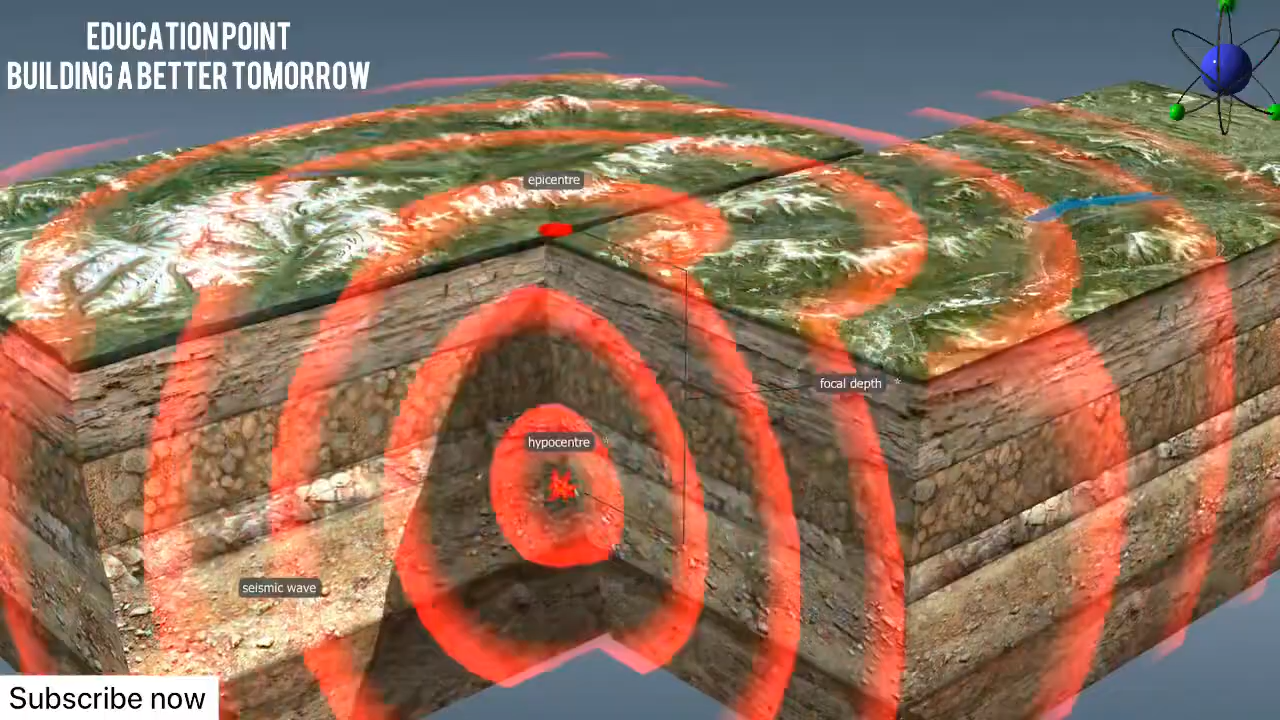 EDUCATION POINT
BUILDING A BETTER TOMORROW
epicentre
focal depth
hypocentre
seismic wave
Subscribe now